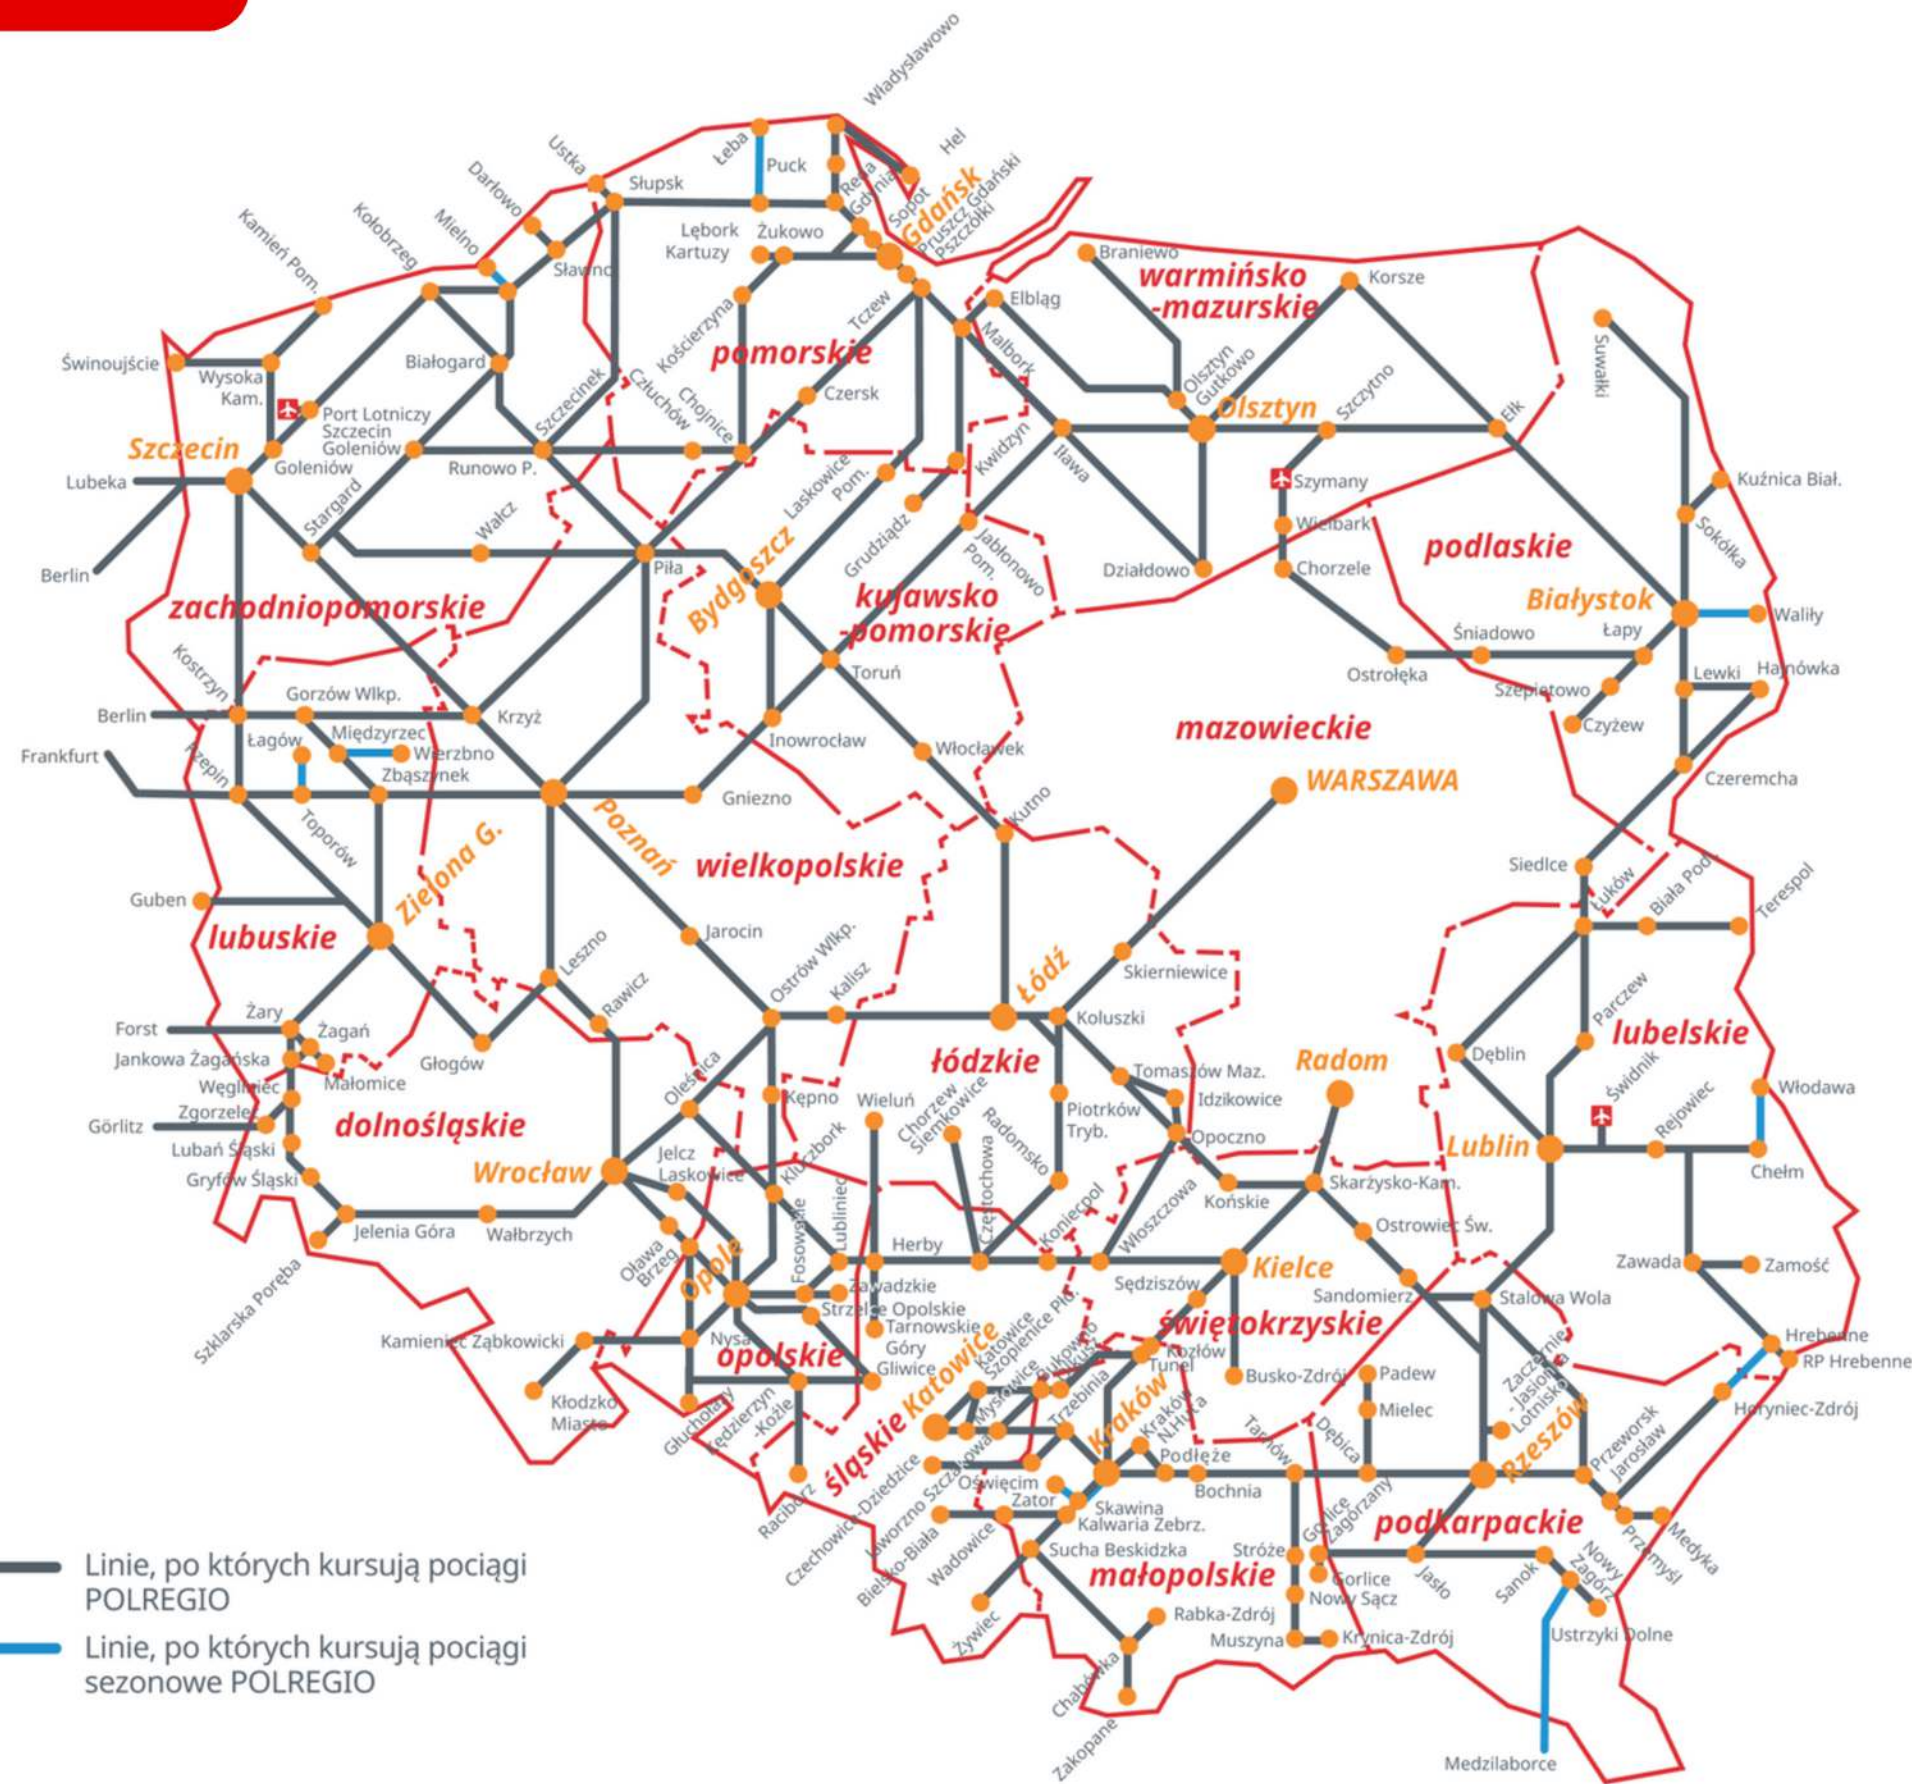 Władysławowo
Hel
Łeba
Puck
Ustka
Słupsk
Reda
Gdynia
Sopot
Gdańsk
Pruszcz Gdański
Pszczółki
Darłowo
Mielno
Kołobrzeg
Kamień Pom.
Sławno
Lębork
Żukowo
Kartuzy
Braniewo
warmińsko
-mazurskie
Korsze
Elbląg
Tczew
Malbork
Kościerzyna
pomorskie
Świnoujście
Wysoka
Kam.
Białogard
Szczecinek
Człuchów
Chojnice
Czersk
Olsztyn
Gutkowo
Olsztyn
Szczytno
Ełk
Suwałki
Port Lotniczy
Szczecin
Goleniów
Szczecin
Goleniów
Runowo P.
Lubeka
Stargard
Wałcz
Laskowice
Pom.
Kwidzyn
Iława
Szymany
Kuźnica Biał.
Sokółka
Wielbark
podlaskie
Berlin
Piła
Bydgoszcz
Grudziądz
Jabłonowo
Pom.
Działdowo
Chorzele
zachodniopomorskie
kujawsko
-pomorskie
Białystok
Waliły
Łapy
Śniadowo
Kostrzyn
Toruń
Ostrołęka
Szepietowo
Lewki
Hajnówka
Gorzów Wlkp.
Berlin
Krzyż
Czyżew
mazowieckie
Łagów
Międzyrzec
Wierzbno
Inowrocław
Włocławek
Frankfurt
Rzepin
Zbąszynek
Gniezno
WARSZAWA
Czeremcha
Toporów
Poznań
Kutno
Zielona G.
wielkopolskie
Siedlce
Łuków
Biała Podl.
Terespol
Guben
lubuskie
Jarocin
Leszno
Rawicz
Ostrów Wlkp.
Kalisz
Łódź
Skierniewice
Parczew
Forst
Żary
Żagań
Koluszki
lubelskie
Jankowa Żagańska
Małomice
Głogów
łódzkie
Tomaszów Maz.
Radom
Dęblin
Świdnik
Węgliniec
Oleśnica
Kępno
Wieluń
Chorzew
Siemkowice
Radomsko
Piotrków
Tryb.
Idzikowice
Rejowiec
Włodawa
Zgorzelec
Görlitz
dolnośląskie
Kluczbork
Opoczno
Lubań Śląski
Lublin
Gryfów Śląski
Wrocław
Jelcz
Laskowice
Częstochowa
Koniecpol
Włoszczowa
Końskie
Skarżysko-Kam.
Chełm
Jelenia Góra
Wałbrzych
Oława
Brzeg
Opole
Fosowskie
Lubliniec
Herby
Ostrowiec Św.
Szklarska Poręba
Zawadzkie
Sędziszów
Kielce
Sandomierz
Stalowa Wola
Zawada
Zamość
Strzelce Opolskie
Kamieniec Ząbkowicki
Nysa
opolskie
Tarnowskie
Góry
Gliwice
Katowice
Katowice
Szopienice Płd.
świętokrzyskie
Kozłów
Tunel
Hrebenne
RP Hrebenne
Kłodzko
Miasto
Głuchołazy
Kędzierzyn
-Koźle
śląskie
Mysłowice
Bukowno
Olkusz
Trzebinia
Kraków
Kraków
N.Huta
Busko-Zdrój
Padew
Mielec
Zaczernie
- Jasionka
Lotnisko
Rzeszów
Horyniec-Zdrój
Racibórz
Czechowice-Dziedzice
Jaworzno Szczakowa
Oświęcim
Zator
Podłęże
Bochnia
Tarnów
Dębica
Przeworsk
Jarosław
Skawina
Kalwaria Zebrz.
Bielsko-Biała
Wadowice
Sucha Beskidzka
małopolskie
Stróże
Gorlice
Zagórzany
Gorlice
Nowy Sącz
podkarpackie
Jasło
Sanok
Nowy
Zagórz
Przemyśl
Medyka
Żywiec
Rabka-Zdrój
Chabówka
Zakopane
Muszyna
Krynica-Zdrój
Ustrzyki Dolne
Medzilaborce
Linie, po których kursują pociągi
POLREGIO
Linie, po których kursują pociągi
sezonowe POLREGIO